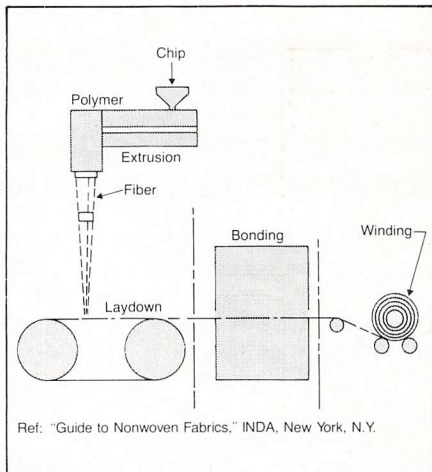 Chip
Polymer
Extrusion
Fiber
Bonding
Winding
Laydown
Ref: "Guide to Nonwoven Fabrics," INDA, New York, N.Y.